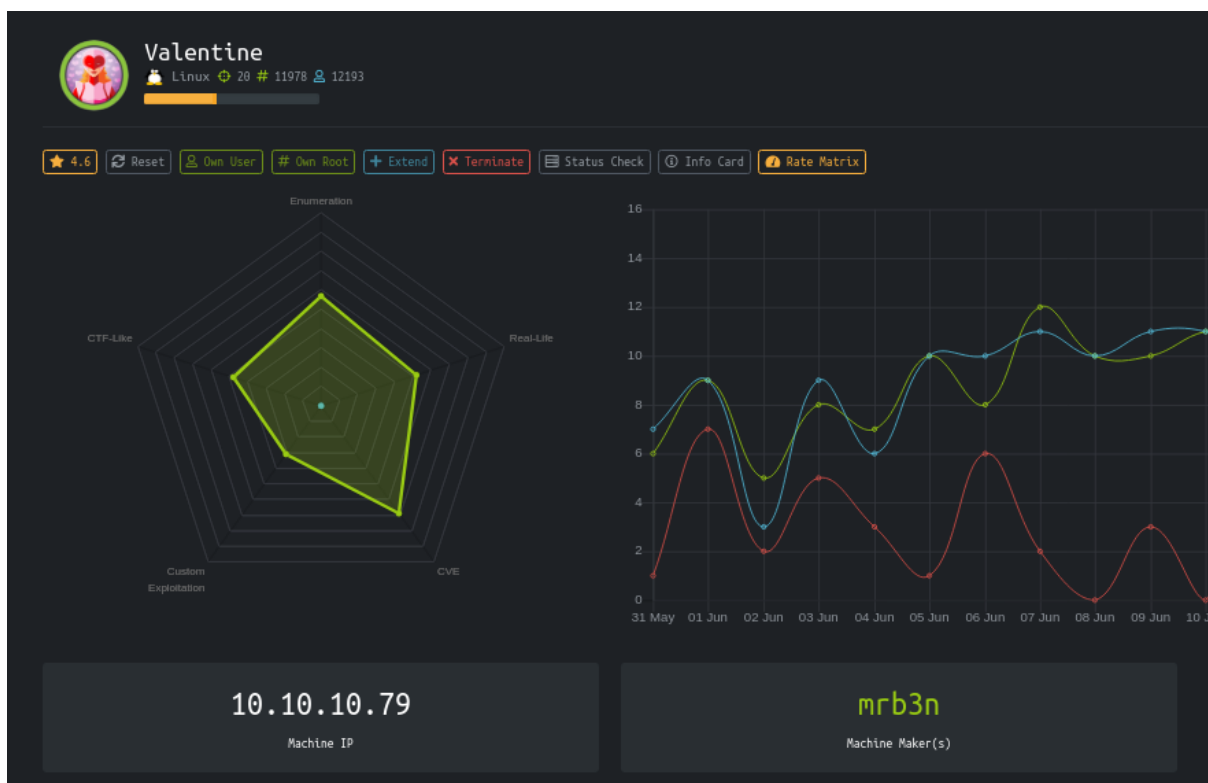 Valentine
Linux 20 # 11978 12193
4.6 Reset Own User # Own Root + Extend Terminate Status Check Info Card Rate Matrix
Enumeration
CTF-Like
Real-Life
Custom
Exploitation
CVE
16
14
12
10
8
6
4
2
0
31 May 01 Jun 02 Jun 03 Jun 04 Jun 05 Jun 06 Jun 07 Jun 08 Jun 09 Jun 10
10.10.10.79
Machine IP
mrb3n
Machine Maker(s)